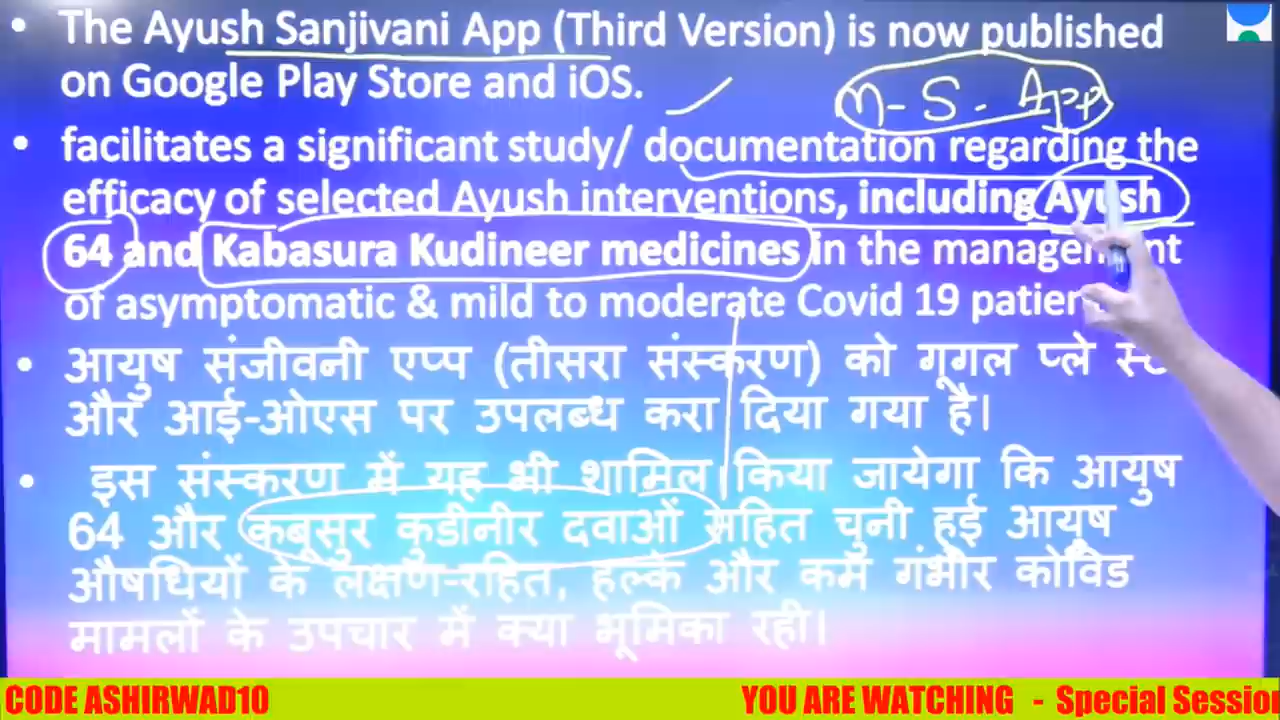 • The Ayush Sanjivani App (Third Version) is now published
on Google Play Store and iOS.
η-S-App
• facilitates a significant study/ documentation regarding the
efficacy of selected Ayush interventions, including Ayush
64 and Kabasura Kudineer medicines in the management
of asymptomatic & mild to moderate Covid 19
• आयुष संजीवनी एप्प (तीसरा संस्करण) को गूगल प्ले
और आई-ओएस पर उपलब्ध करा दिया गया है।
• इस संस्करण में यह भी शामिल किया जायेगा कि आयुष
64 और कबूसुर कुडीनीर दवाओं सहित चुनी हुई आयुष
औषधियों के लक्षण-रहित, हल्के और कम गंभीर कोविड
मामलों के उपचार में क्या भूमिका रही।
CODE ASHIRWAD10 YOU ARE WATCHING - Special